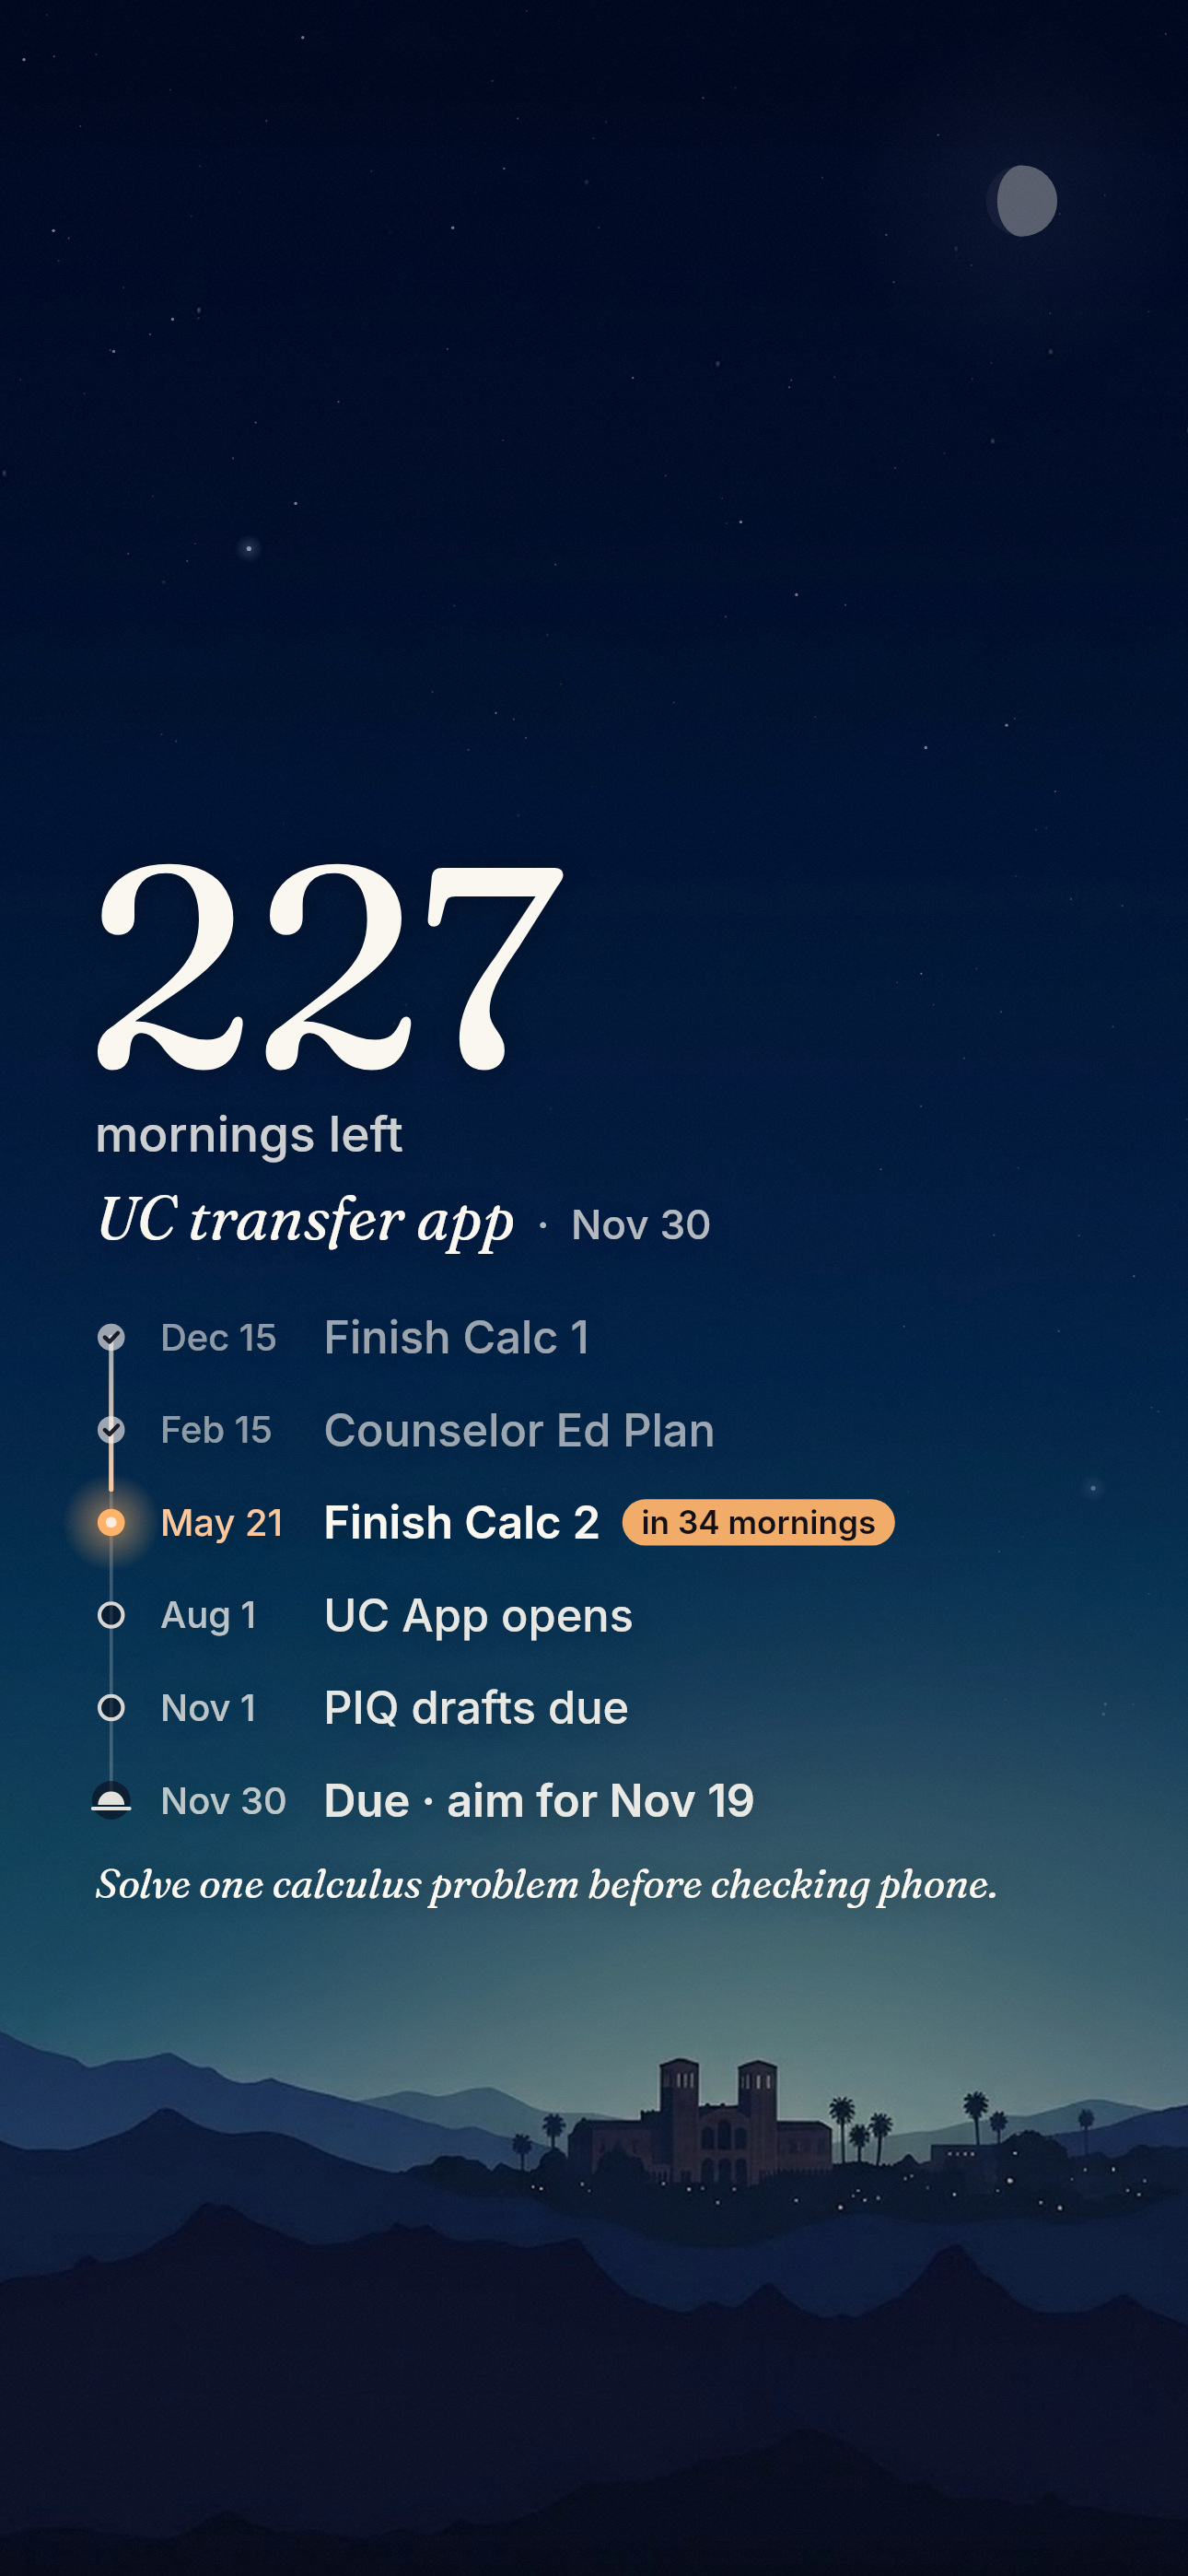 227
mornings left
UC transfer app · Nov 30
Dec 15 Finish Calc 1
Feb 15 Counselor Ed Plan
May 21 Finish Calc 2 in 34 mornings
Aug 1 UC App opens
Nov 1 PIQ drafts due
Nov 30 Due · aim for Nov 19
Solve one calculus problem before checking phone.